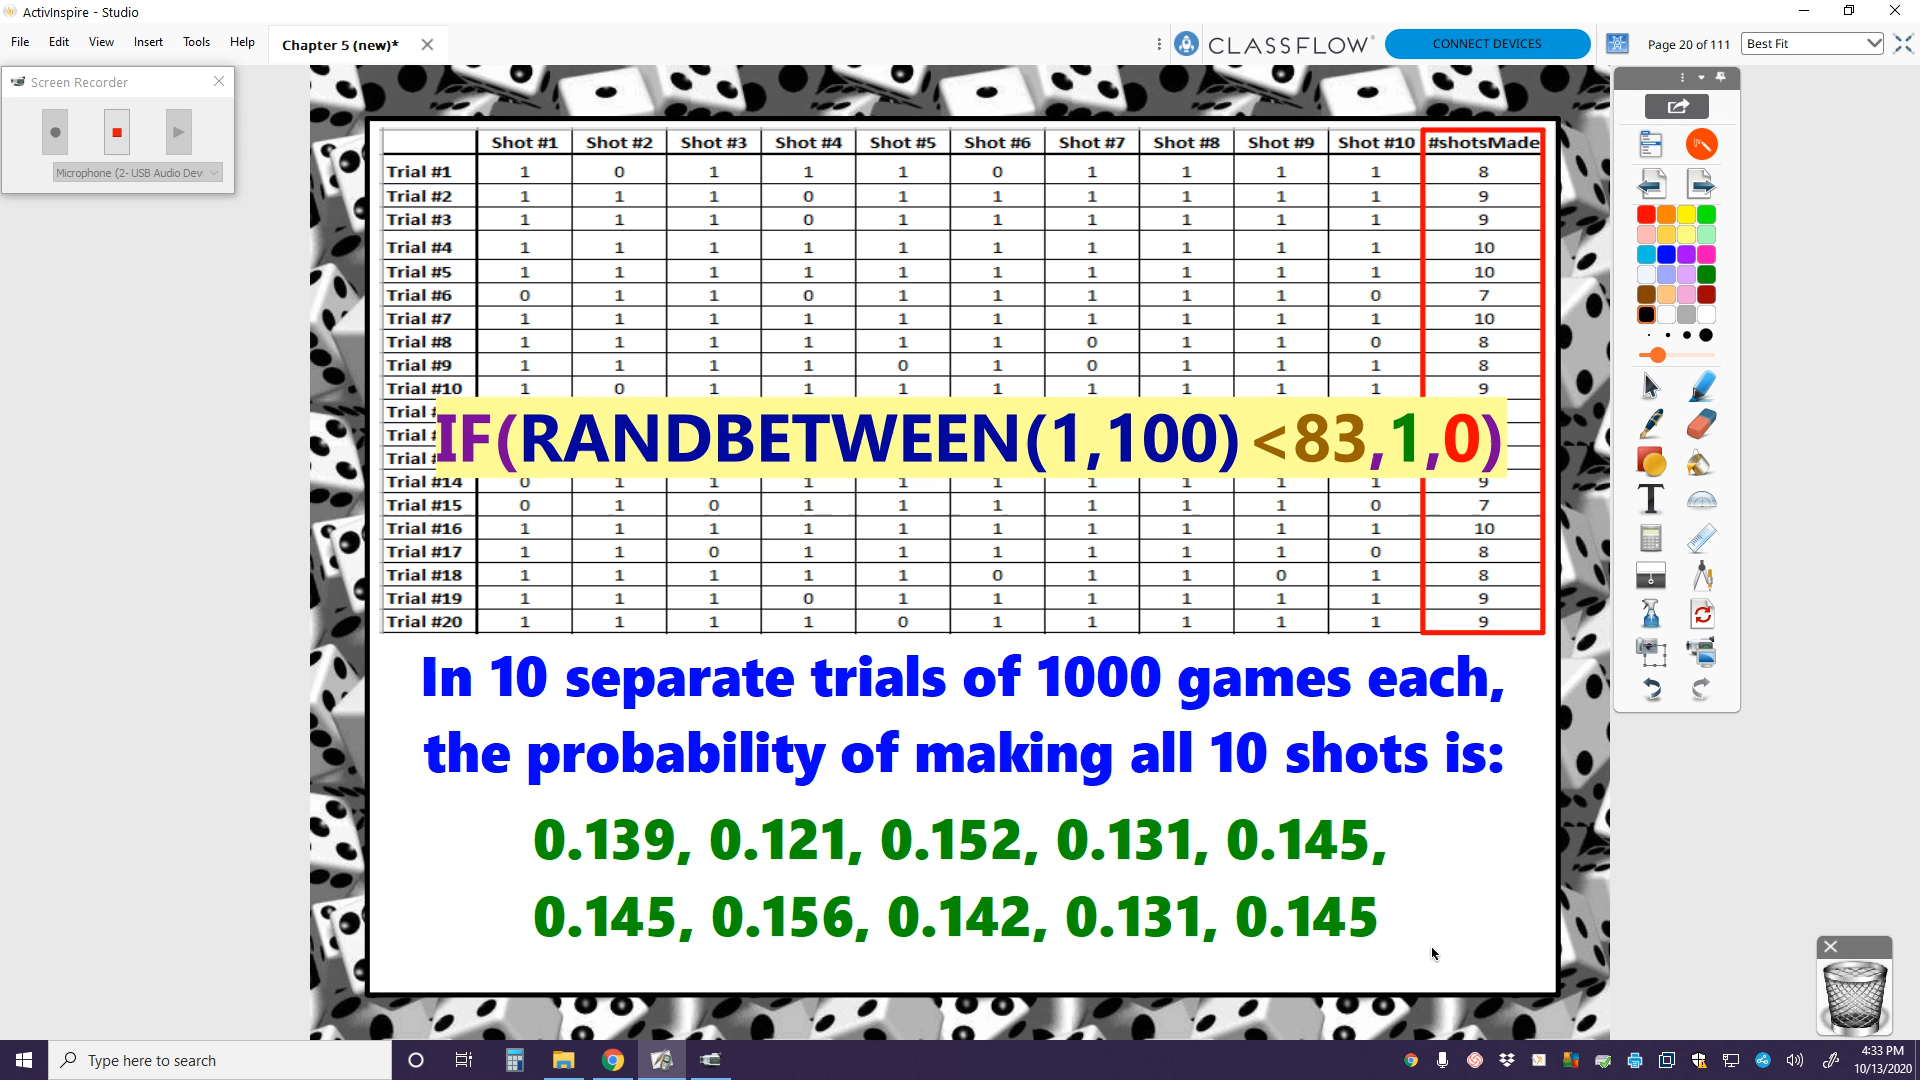 ActivInspire - Studio
File Edit View Insert Tools Help
Chapter 5 (new)*
CLASSFLOW
CONNECT DEVICES
Page 20 of 111
Best Fit
Screen Recorder
Microphone (2- USB Audio Dev
Shot #1 Shot #2 Shot #3 Shot #4 Shot #5 Shot #6 Shot #7 Shot #8 Shot #9 Shot #10 #shotsMade
Trial #1 1 0 1 1 1 0 1 1 1 1 8
Trial #2 1 1 1 0 1 1 1 1 1 1 9
Trial #3 1 1 1 0 1 1 1 1 1 1 9
Trial #4 1 1 1 1 1 1 1 1 1 1 10
Trial #5 1 1 1 1 1 1 1 1 1 1 10
Trial #6 0 1 1 0 1 1 1 1 1 0 7
Trial #7 1 1 1 1 1 1 1 1 1 1 10
Trial #8 1 1 1 1 1 1 0 1 1 0 8
Trial #9 1 1 1 1 0 1 0 1 1 1 8
Trial #10 1 0 1 1 1 1 1 1 1 1 9
Trial
Trial
Trial
IF(RANDBETWEEN(1,100)<83,1,0)
Trial #14 0 1 1 1 1 1 1 1 1 1 9
Trial #15 0 1 0 1 1 1 1 1 1 0 7
Trial #16 1 1 1 1 1 1 1 1 1 1 10
Trial #17 1 1 0 1 1 1 1 1 1 0 8
Trial #18 1 1 1 1 1 0 1 1 0 1 8
Trial #19 1 1 1 0 1 1 1 1 1 1 9
Trial #20 1 1 1 1 0 1 1 1 1 1 9
In 10 separate trials of 1000 games each,
the probability of making all 10 shots is:
0.139, 0.121, 0.152, 0.131, 0.145,
0.145, 0.156, 0.142, 0.131, 0.145
Type here to search
4:33 PM
10/13/2020